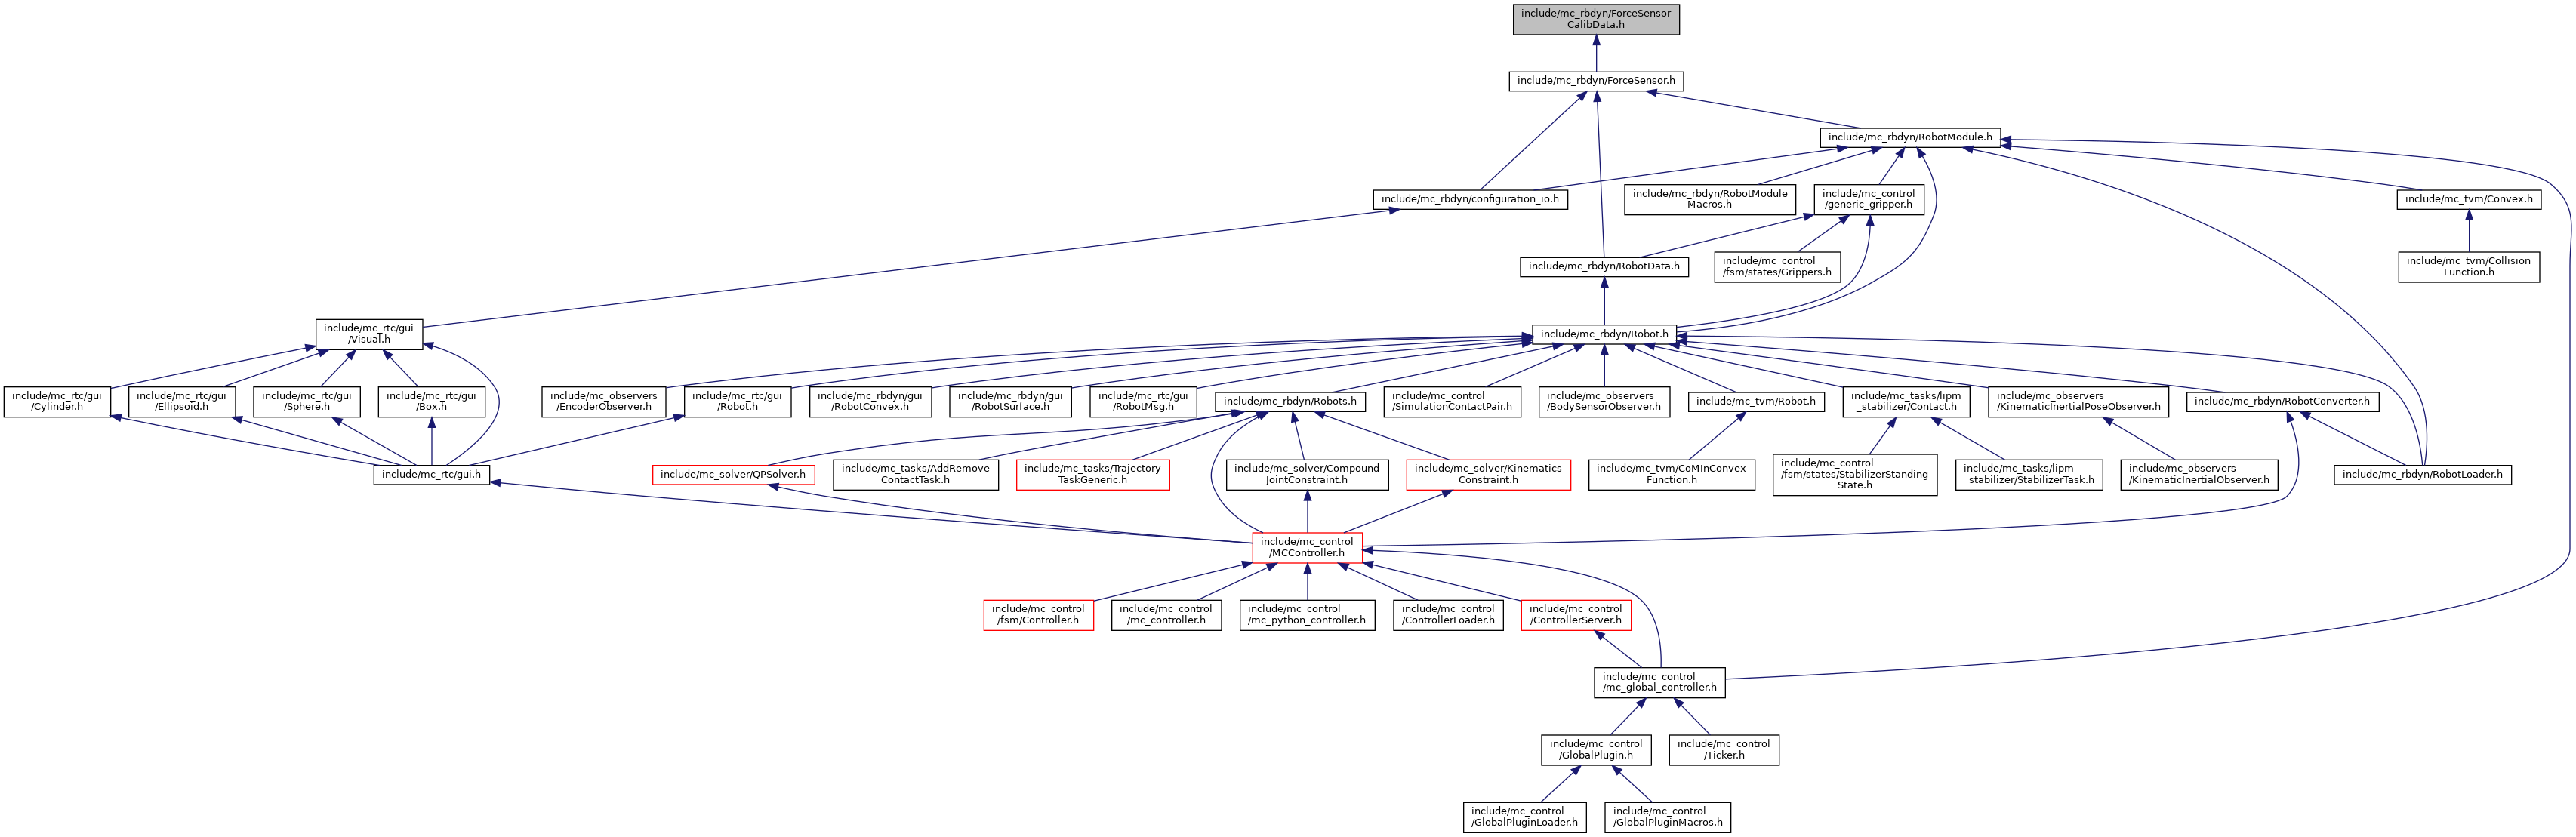 include/mc_rbdyn/ForceSensor
CalibData.h
include/mc_rbdyn/ForceSensor.h
include/mc_rbdyn/RobotModule.h
include/mc_rbdyn/configuration_io.h
include/mc_rbdyn/RobotModule
Macros.h
include/mc_control
/generic_gripper.h
include/mc_tvm/Convex.h
include/mc_rbdyn/RobotData.h
include/mc_control
/fsm/states/Grippers.h
include/mc_tvm/Collision
Function.h
include/mc_rtc/gui
/Visual.h
include/mc_rbdyn/Robot.h
include/mc_rtc/gui
/Cylinder.h
include/mc_rtc/gui
/Ellipsoid.h
include/mc_rtc/gui
/Sphere.h
include/mc_rtc/gui
/Box.h
include/mc_observers
/EncoderObserver.h
include/mc_rtc/gui
/Robot.h
include/mc_rbdyn/gui
/RobotConvex.h
include/mc_rbdyn/gui
/RobotSurface.h
include/mc_rtc/gui
/RobotMsg.h
include/mc_rbdyn/Robots.h
include/mc_control
/SimulationContactPair.h
include/mc_observers
/BodySensorObserver.h
include/mc_tvm/Robot.h
include/mc_tasks/lipm
_stabilizer/Contact.h
include/mc_observers
/KinematicInertialPoseObserver.h
include/mc_rbdyn/RobotConverter.h
include/mc_rtc/gui.h
include/mc_solver/QPSolver.h
include/mc_tasks/AddRemove
ContactTask.h
include/mc_tasks/Trajectory
TaskGeneric.h
include/mc_solver/Compound
JointConstraint.h
include/mc_solver/Kinematics
Constraint.h
include/mc_tvm/CoMInConvex
Function.h
include/mc_control
/fsm/states/StabilizerStanding
State.h
include/mc_tasks/lipm
_stabilizer/StabilizerTask.h
include/mc_observers
/KinematicInertialObserver.h
include/mc_rbdyn/RobotLoader.h
include/mc_control
/MCController.h
include/mc_control
/fsm/Controller.h
include/mc_control
/mc_controller.h
include/mc_control
/mc_python_controller.h
include/mc_control
/ControllerLoader.h
include/mc_control
/ControllerServer.h
include/mc_control
/mc_global_controller.h
include/mc_control
/GlobalPlugin.h
include/mc_control
/Ticker.h
include/mc_control
/GlobalPluginLoader.h
include/mc_control
/GlobalPluginMacros.h